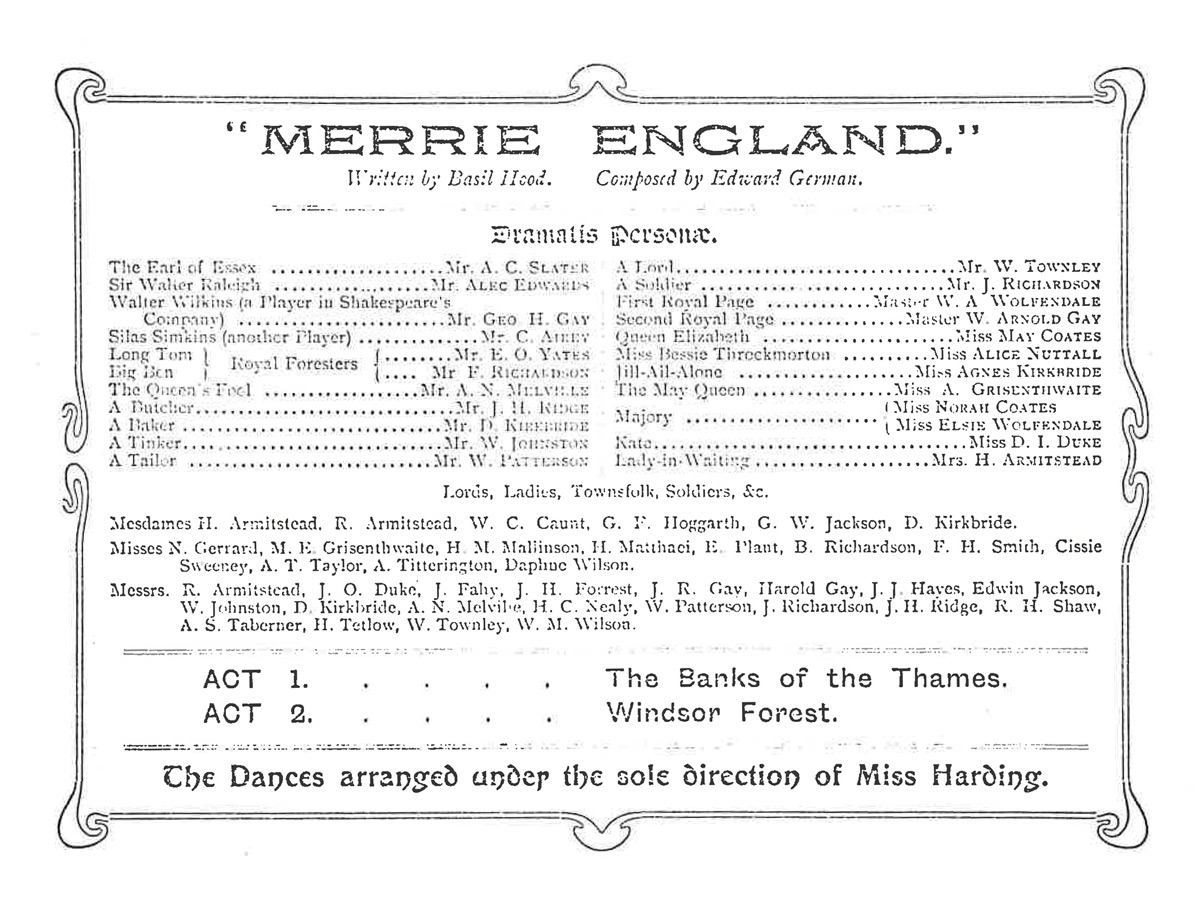 "MERRIE ENGLAND."
Written by Basil Hood. Composed by Edward German.
Dramatis Personæ.
The Earl of Essex ......................Mr. A. C. SLATER
Sir Walter Raleigh ......................Mr. ALEC EDWARDS
Walter Wilkins (a Player in Shakespeare's
Company) ..........................Mr. GEO H. GAY
Silas Simkins (another Player) ...............Mr. C. AIREY
Long Tom } Royal Foresters { ........Mr. E. O. YATES
Big Ben } { .... Mr F. RICHARDSON
The Queen's Fool ......................Mr. A. N. MELVILLE
A Butcher.................................Mr. J. H. RIDGE
A Baker .................................Mr. D. KIRKBRIDE
A Tinker.................................Mr. W. JOHNSTON
A Tailor .................................Mr. W. PATTERSON
A Lord....................................Mr. W. TOWNLEY
A Soldier .................................Mr. J. RICHARDSON
First Royal Page .............Master W. A WOLFENDALE
Second Royal Page ...............Master W. ARNOLD GAY
Queen Elizabeth ..........................Miss MAY COATES
Miss Bessie Throckmorton ..........Miss ALICE NUTTALL
Jill-All-Alone .......................Miss AGNES KIRKBRIDE
The May Queen ..................Miss A. GRISENTHWAITE
Majory ........................{ Miss NORAH COATES
{ Miss ELSIE WOLFENDALE
Kate.......................................Miss D. I. DUKE
Lady-in-Waiting ......................Mrs. H. ARMITSTEAD
Lords, Ladies, Townsfolk, Soldiers, &c.
Mesdames H. Armitstead, R. Armitstead, W. C. Caunt, G. F. Hoggarth, G. W. Jackson, D. Kirkbride.
Misses N. Gerrard, M. E. Grisenthwaite, H. M. Mallinson, H. Matthaei, E. Plant, B. Richardson, F. H. Smith, Cissie
Sweeney, A. T. Taylor, A. Titterington, Daphne Wilson.
Messrs. R. Armitstead, J. O. Duke, J. Fahy, J. H. Forrest, J. R. Gay, Harold Gay, J. J. Hayes, Edwin Jackson,
W. Johnston, D. Kirkbride, A. N. Melville, H. C. Nealy, W. Patterson, J. Richardson, J. H. Ridge, R. H. Shaw,
A. S. Taberner, H. Tetlow, W. Townley, W. M. Wilson.
ACT 1. . . . . The Banks of the Thames.
ACT 2. . . . . Windsor Forest.
The Dances arranged under the sole direction of Miss Harding.